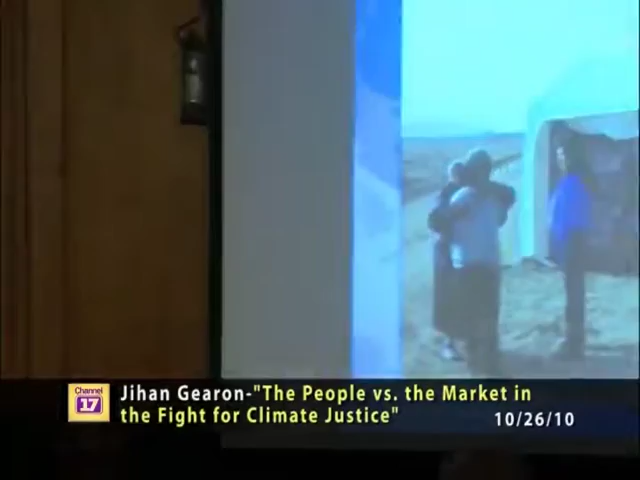 Channel
17
Jihan Gearon-"The People vs. the Market in
the Fight for Climate Justice"
10/26/10